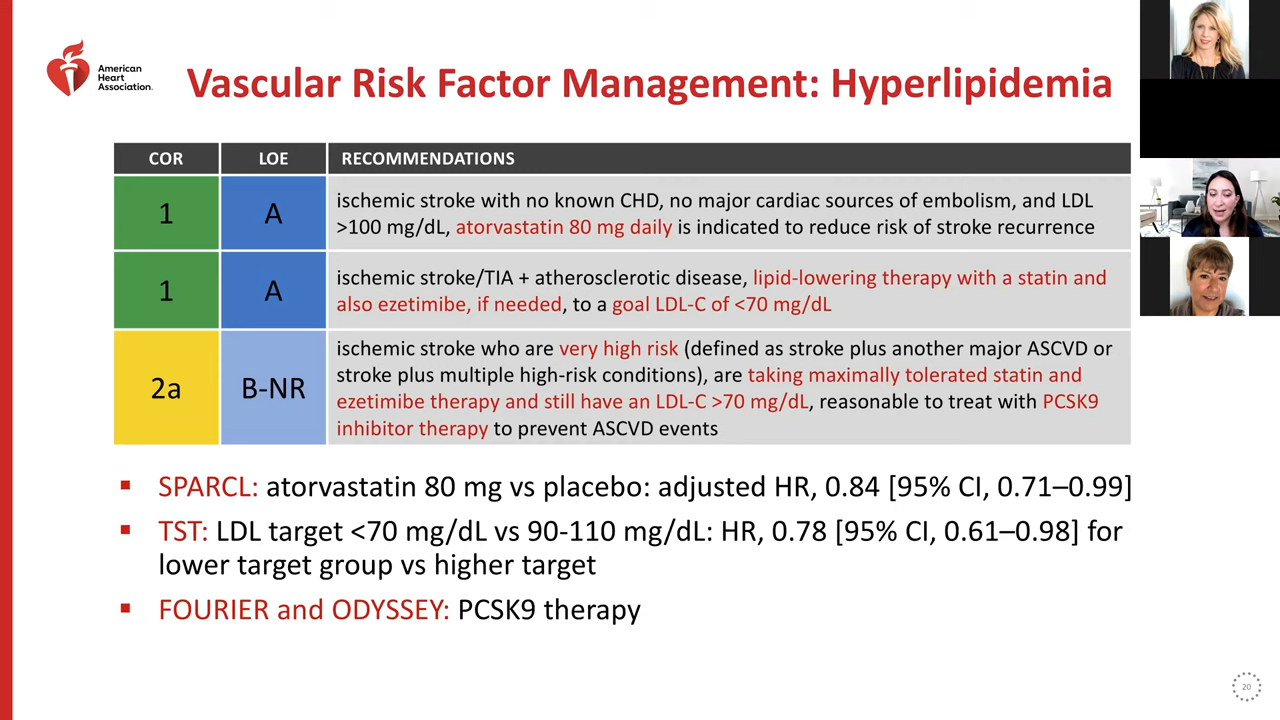 American
Heart
Association.
Vascular Risk Factor Management: Hyperlipidemia
COR LOE RECOMMENDATIONS
1 A ischemic stroke with no known CHD, no major cardiac sources of embolism, and LDL
>100 mg/dL, atorvastatin 80 mg daily is indicated to reduce risk of stroke recurrence
1 A ischemic stroke/TIA + atherosclerotic disease, lipid-lowering therapy with a statin and
also ezetimibe, if needed, to a goal LDL-C of <70 mg/dL
2a B-NR ischemic stroke who are very high risk (defined as stroke plus another major ASCVD or
stroke plus multiple high-risk conditions), are taking maximally tolerated statin and
ezetimibe therapy and still have an LDL-C >70 mg/dL, reasonable to treat with PCSK9
inhibitor therapy to prevent ASCVD events
▪ SPARCL: atorvastatin 80 mg vs placebo: adjusted HR, 0.84 [95% CI, 0.71–0.99]
▪ TST: LDL target <70 mg/dL vs 90-110 mg/dL: HR, 0.78 [95% CI, 0.61–0.98] for
lower target group vs higher target
▪ FOURIER and ODYSSEY: PCSK9 therapy
20